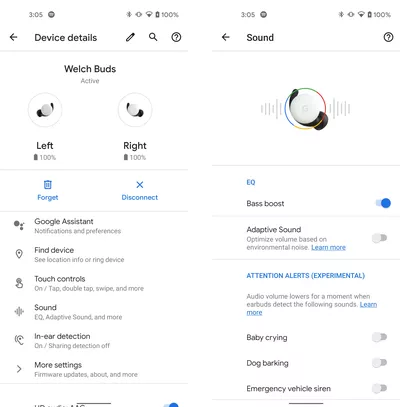 3:05
100%
Device details
Welch Buds
Active
Left
Right
100%
100%
Forget
Disconnect
Google Assistant
Notifications and preferences
Find device
See location info or ring device
Touch controls
On / Tap, double tap, swipe, and more
Sound
EQ, Adaptive Sound, and more
In-ear detection
On / Sharing detection off
More settings
Firmware updates, about, and more
HD audio: AAC
3:05
100%
Sound
EQ
Bass boost
Adaptive Sound
Optimize volume based on
environmental noise. Learn more
ATTENTION ALERTS (EXPERIMENTAL)
Audio volume lowers for a moment when
earbuds detect the following sounds. Learn
more
Baby crying
Dog barking
Emergency vehicle siren